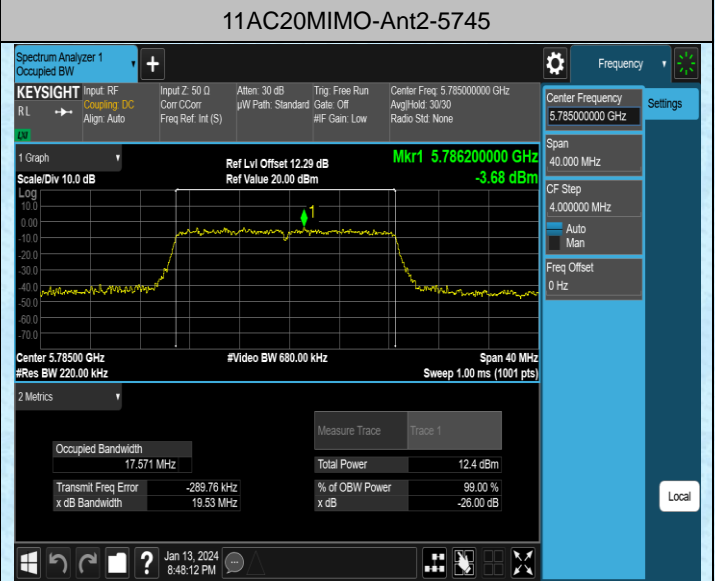 11AC20MIMO-Ant2-5745
Spectrum Analyzer 1
Occupied BW
+
Frequency
KEYSIGHT Input: RF Input Z: 50 Ω Atten: 30 dB Trig: Free Run Center Freq: 5.785000000 GHz
RL Coupling: DC Corr CCorr µW Path: Standard Gate: Off Avg|Hold: 30/30
Align: Auto Freq Ref: Int (S) #IF Gain: Low Radio Std: None
LXI
Center Frequency
5.785000000 GHz
Settings
Span
40.000 MHz
CF Step
4.000000 MHz
Auto
Man
Freq Offset
0 Hz
1 Graph
Ref Lvl Offset 12.29 dB
Mkr1 5.786200000 GHz
Scale/Div 10.0 dB Ref Value 20.00 dBm -3.68 dBm
Log
10.0
0.00
-10.0
-20.0
-30.0
-40.0
-50.0
-60.0
-70.0
1
Center 5.78500 GHz #Video BW 680.00 kHz Span 40 MHz
#Res BW 220.00 kHz Sweep 1.00 ms (1001 pts)
2 Metrics
Measure Trace Trace 1
Occupied Bandwidth
17.571 MHz
Total Power 12.4 dBm
Transmit Freq Error -289.76 kHz % of OBW Power 99.00 %
x dB Bandwidth 19.53 MHz x dB -26.00 dB
Local
?
Jan 13, 2024
8:48:12 PM